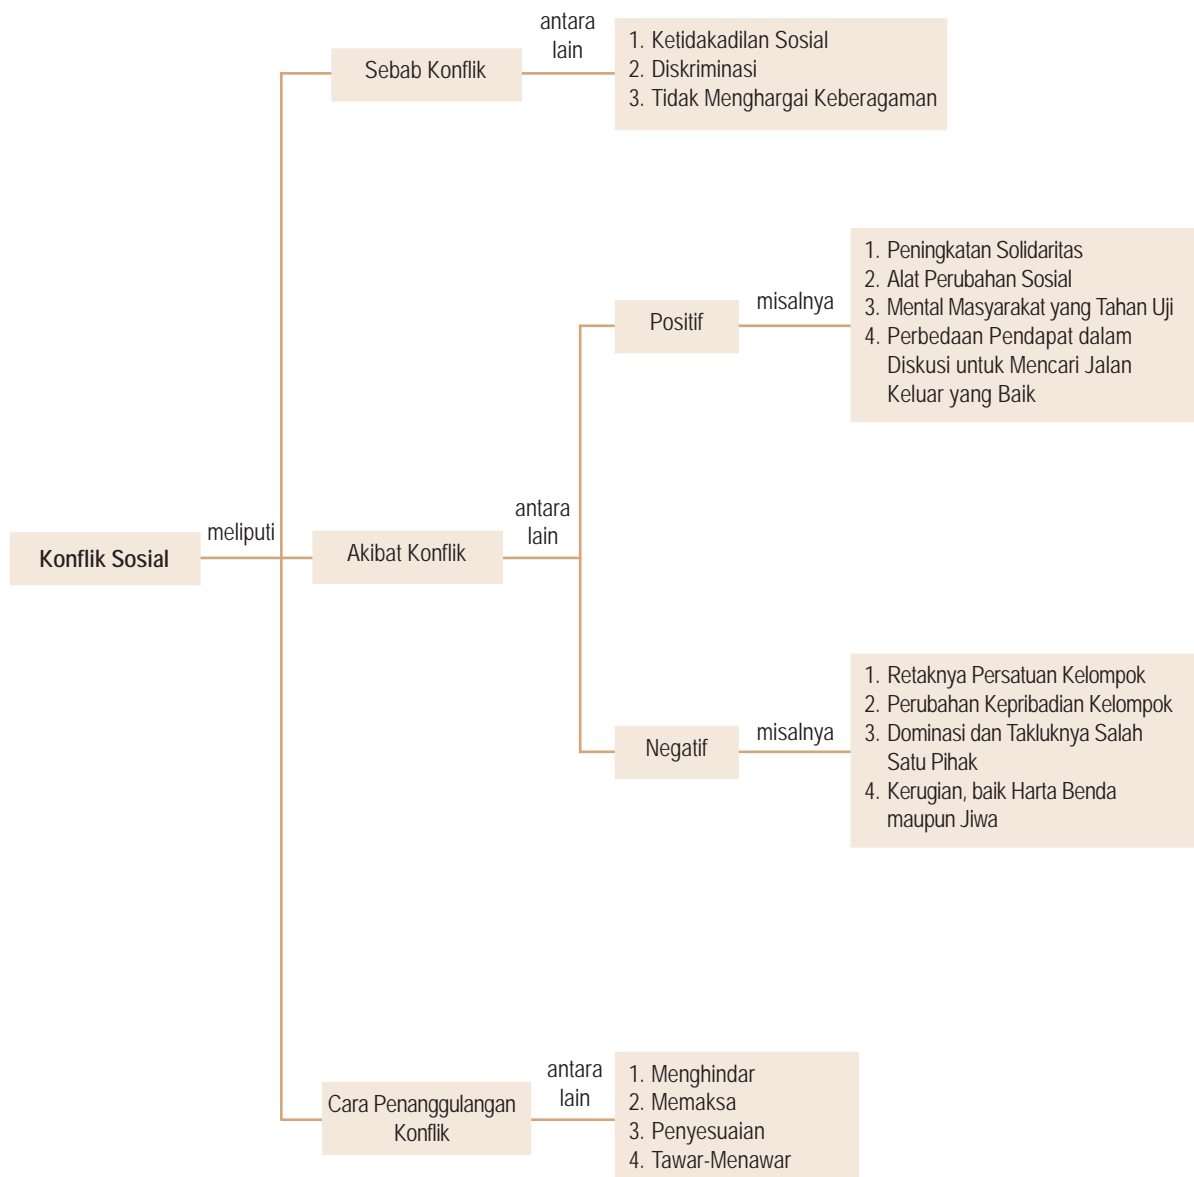 Konflik Sosial
meliputi
Sebab Konflik
antara
lain
1. Ketidakadilan Sosial
2. Diskriminasi
3. Tidak Menghargai Keberagaman
Akibat Konflik
antara
lain
Positif
misalnya
1. Peningkatan Solidaritas
2. Alat Perubahan Sosial
3. Mental Masyarakat yang Tahan Uji
4. Perbedaan Pendapat dalam
Diskusi untuk Mencari Jalan
Keluar yang Baik
Negatif
misalnya
1. Retaknya Persatuan Kelompok
2. Perubahan Kepribadian Kelompok
3. Dominasi dan Takluknya Salah
Satu Pihak
4. Kerugian, baik Harta Benda
maupun Jiwa
Cara Penanggulangan
Konflik
antara
lain
1. Menghindar
2. Memaksa
3. Penyesuaian
4. Tawar-Menawar